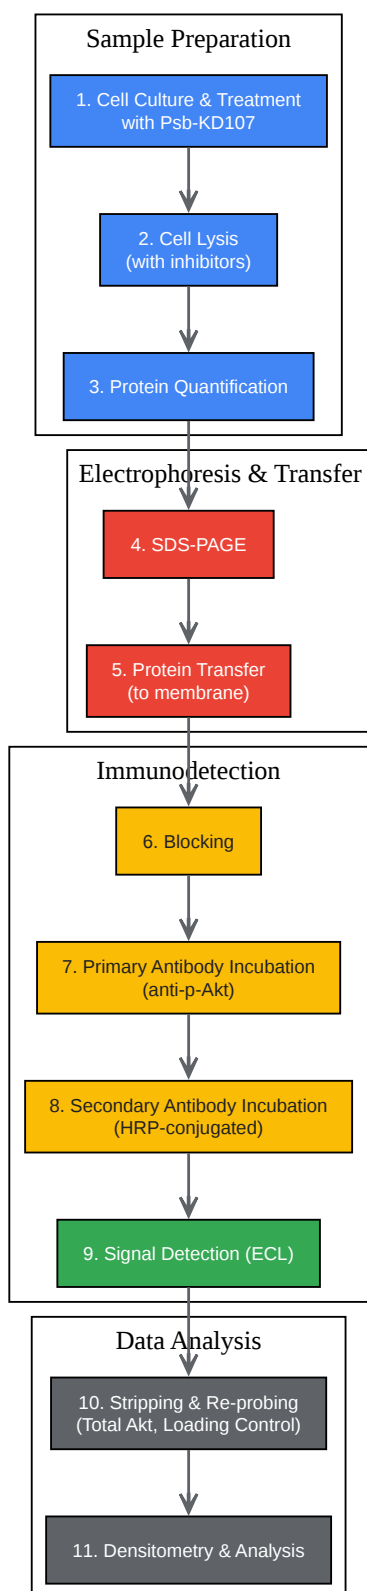 Sample Preparation
1. Cell Culture & Treatment
with Psb-KD107
2. Cell Lysis
(with inhibitors)
3. Protein Quantification
Electrophoresis & Transfer
4. SDS-PAGE
5. Protein Transfer
(to membrane)
Immunodetection
6. Blocking
7. Primary Antibody Incubation
(anti-p-Akt)
8. Secondary Antibody Incubation
(HRP-conjugated)
9. Signal Detection (ECL)
Data Analysis
10. Stripping & Re-probing
(Total Akt, Loading Control)
11. Densitometry & Analysis